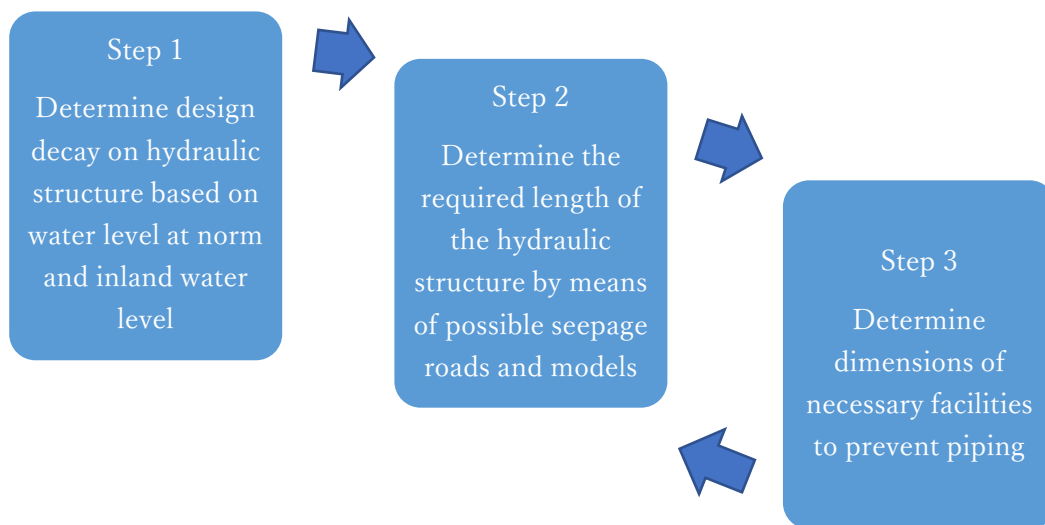 Step 1
Determine design
decay on hydraulic
structure based on
water level at norm
and inland water
level
Step 2
Determine the
required length of
the hydraulic
structure by means
of possible seepage
roads and models
Step 3
Determine
dimensions of
necessary facilities
to prevent piping